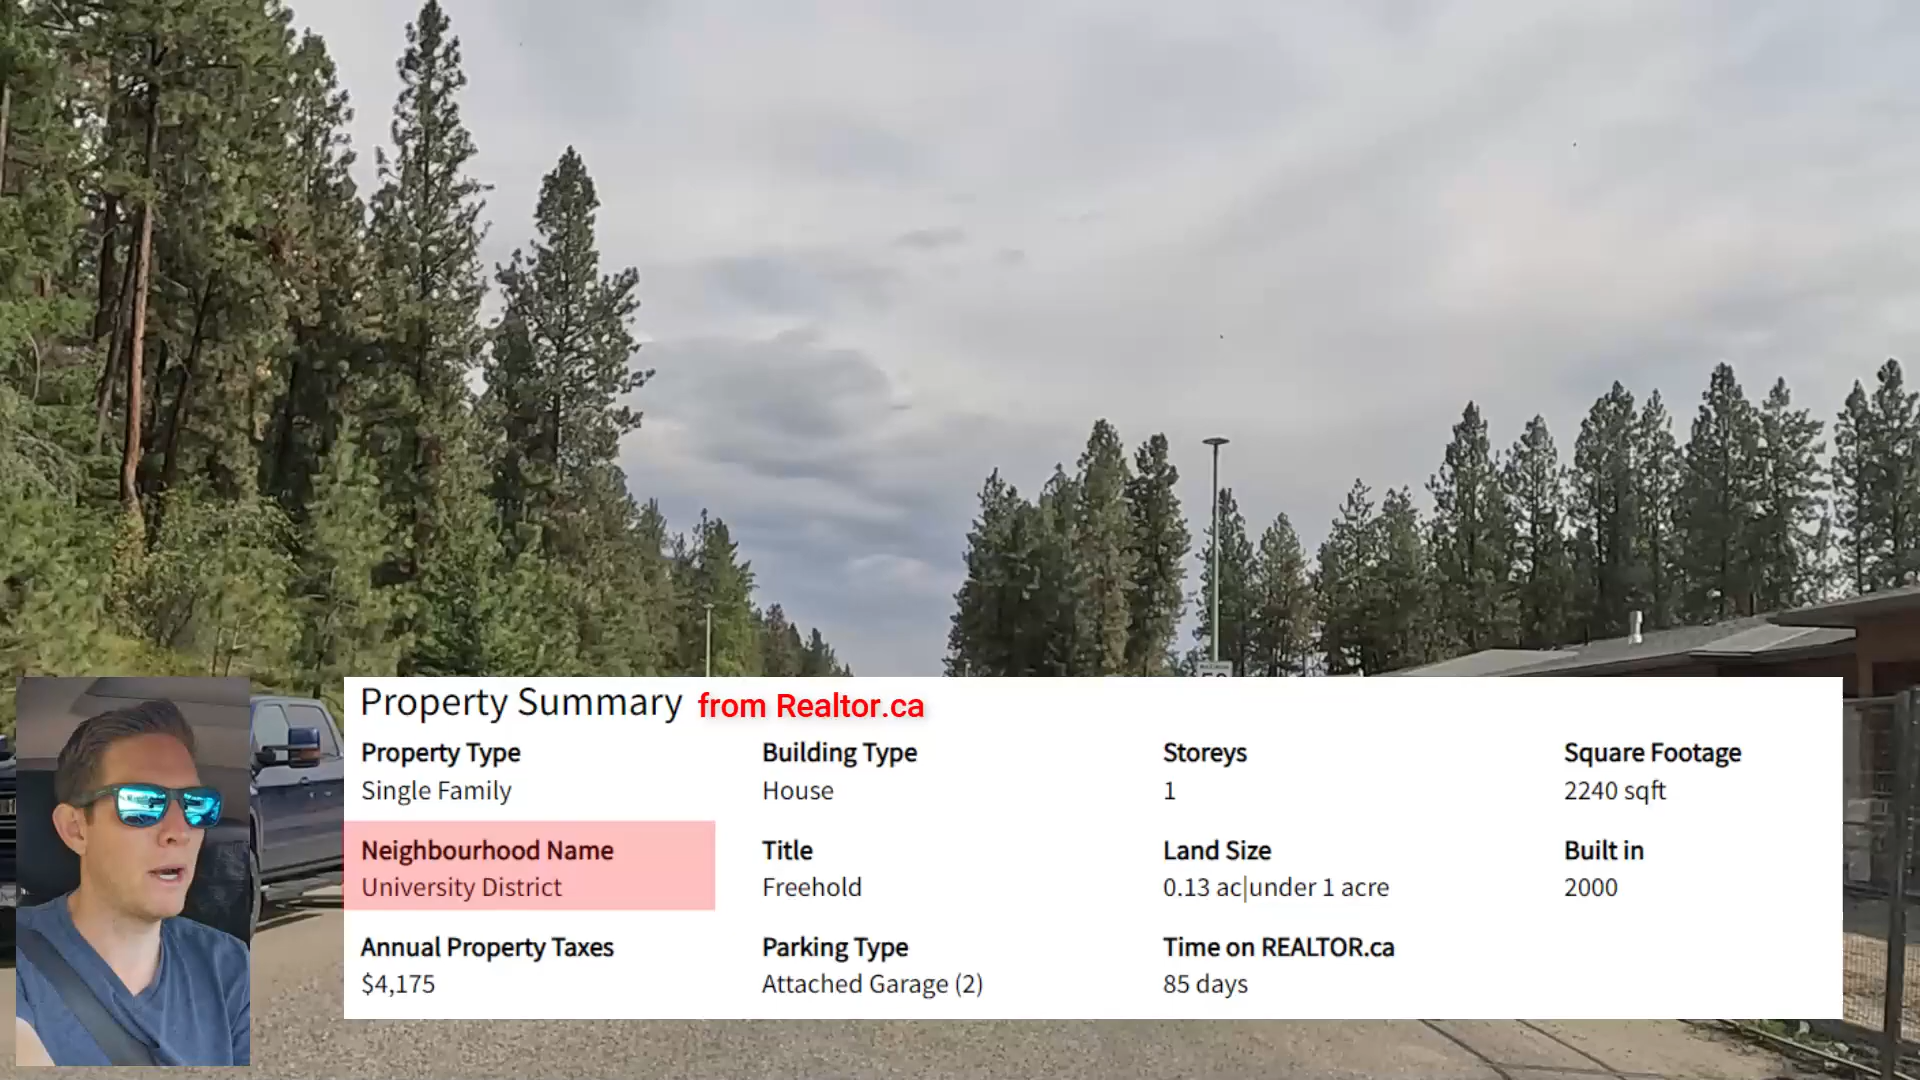 Property Summary from Realtor.ca
Property Type
Single Family
Building Type
House
Storeys
1
Square Footage
2240 sqft
Neighbourhood Name
University District
Title
Freehold
Land Size
0.13 ac|under 1 acre
Built in
2000
Annual Property Taxes
$4,175
Parking Type
Attached Garage (2)
Time on REALTOR.ca
85 days